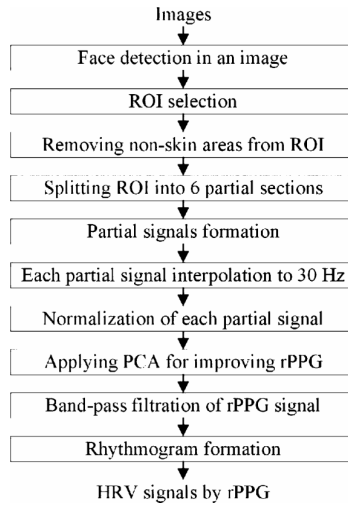 Images
Face detection in an image
ROI selection
Removing non-skin areas from ROI
Splitting ROI into 6 partial sections
Partial signals formation
Each partial signal interpolation to 30 Hz
Normalization of each partial signal
Applying PCA for improving rPPG
Band-pass filtration of rPPG signal
Rhythmogram formation
HRV signals by rPPG